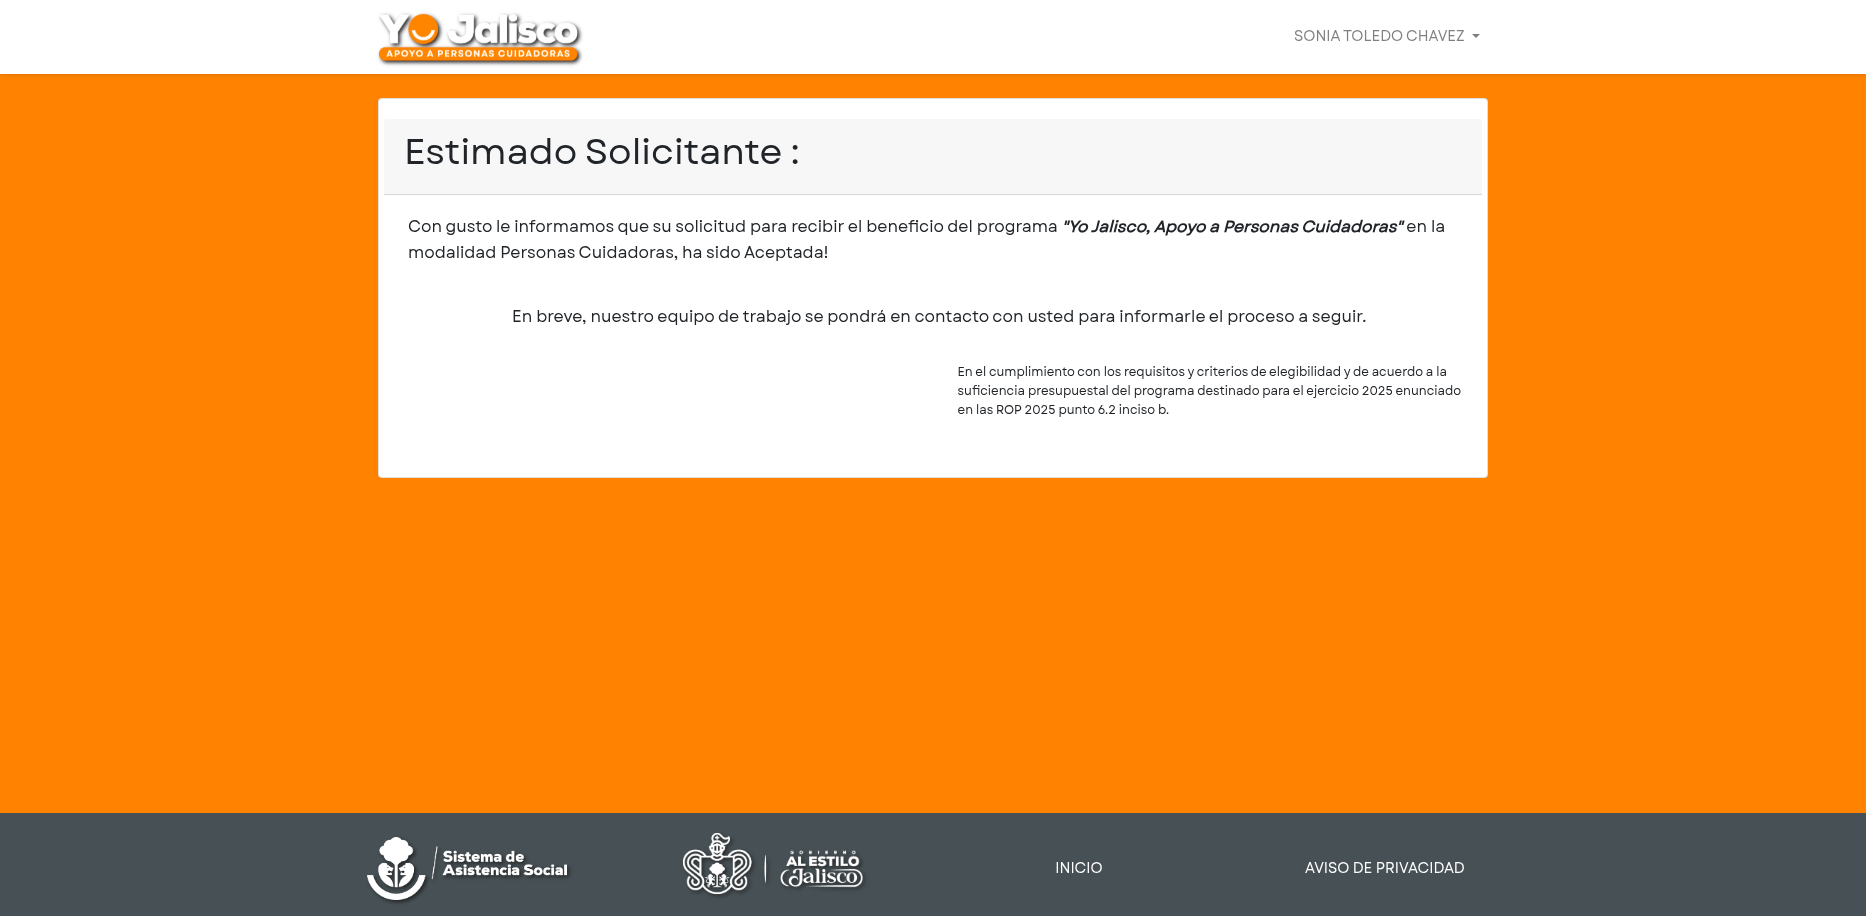 Yo Jalisco
APOYO A PERSONAS CUIDADORAS
SONIA TOLEDO CHAVEZ
Estimado Solicitante :
Con gusto le informamos que su solicitud para recibir el beneficio del programa "Yo Jalisco, Apoyo a Personas Cuidadoras" en la
modalidad Personas Cuidadoras, ha sido Aceptada!
En breve, nuestro equipo de trabajo se pondrá en contacto con usted para informarle el proceso a seguir.
En el cumplimiento con los requisitos y criterios de elegibilidad y de acuerdo a la
suficiencia presupuestal del programa destinado para el ejercicio 2025 enunciado
en las ROP 2025 punto 6.2 inciso b.
Sistema de
Asistencia Social
GOBIERNO
AL ESTILO
Jalisco
INICIO
AVISO DE PRIVACIDAD